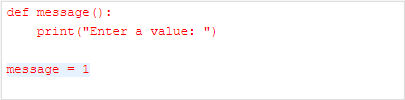 def message():
    print("Enter a value: ")
message = 1